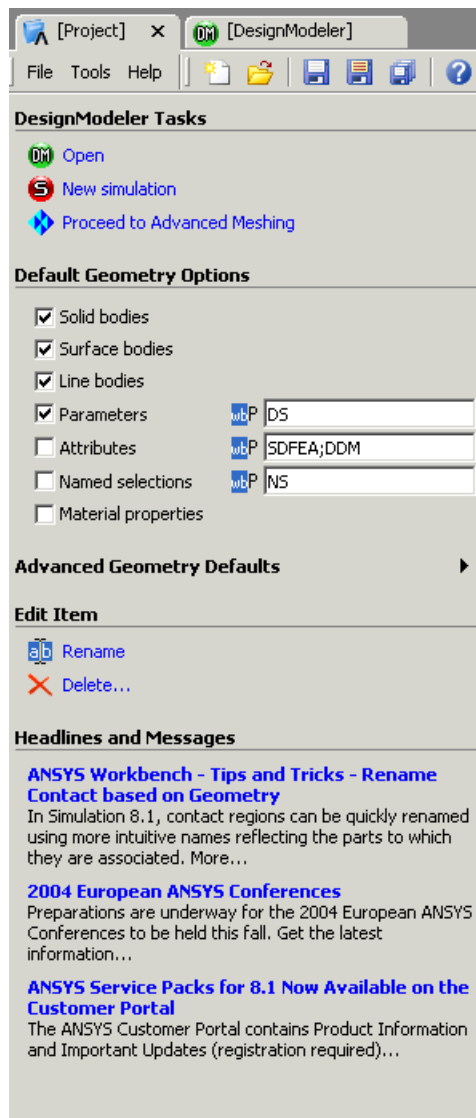 [Project] × DM [DesignModeler]
File Tools Help
DesignModeler Tasks
DM Open
S New simulation
Proceed to Advanced Meshing
Default Geometry Options
Solid bodies
Surface bodies
Line bodies
Parameters wbP DS
Attributes wbP SDFEA;DDM
Named selections wbP NS
Material properties
Advanced Geometry Defaults
Edit Item
ab Rename
Delete...
Headlines and Messages
ANSYS Workbench - Tips and Tricks - Rename
Contact based on Geometry
In Simulation 8.1, contact regions can be quickly renamed
using more intuitive names reflecting the parts to which
they are associated. More...
2004 European ANSYS Conferences
Preparations are underway for the 2004 European ANSYS
Conferences to be held this fall. Get the latest
information...
ANSYS Service Packs for 8.1 Now Available on the
Customer Portal
The ANSYS Customer Portal contains Product Information
and Important Updates (registration required)...